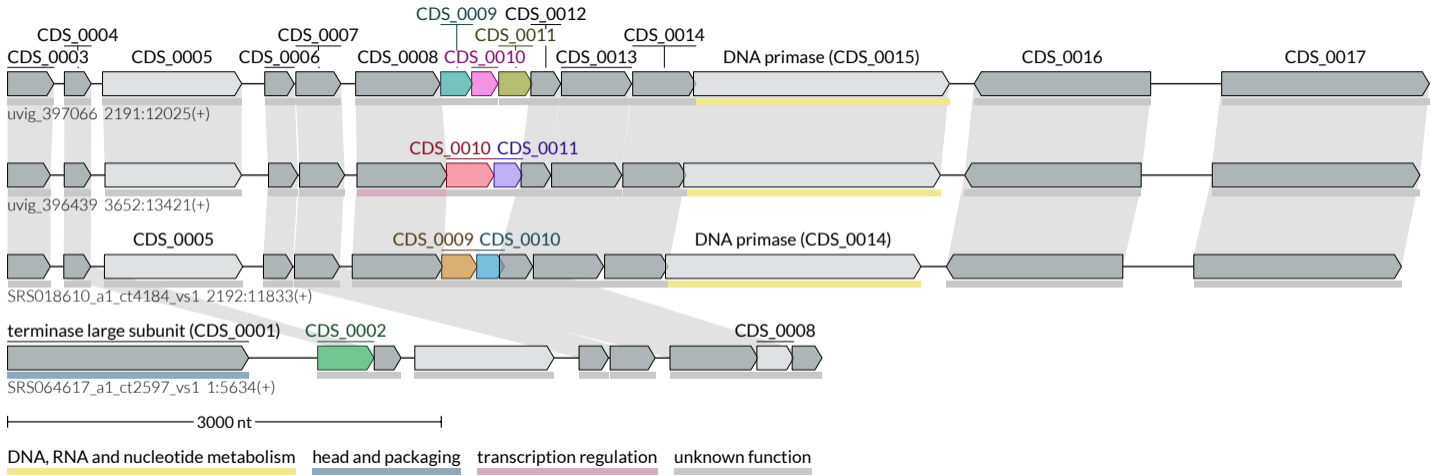 CDS_0009 CDS_0012
CDS_0004 CDS_0007 CDS_0011 CDS_0014
CDS_0003 CDS_0005 CDS_0006 CDS_0008 CDS_0010 CDS_0013 DNA primase (CDS_0015) CDS_0016 CDS_0017
uvig_397066 2191:12025(+)
CDS_0010 CDS_0011
uvig_396439 3652:13421(+)
CDS_0005 CDS_0009 CDS_0010 DNA primase (CDS_0014)
SRS018610_a1_ct4184_vs1 2192:11833(+)
terminase large subunit (CDS_0001) CDS_0002 CDS_0008
SRS064617_a1_ct2597_vs1 1:5634(+)
3000 nt
DNA, RNA and nucleotide metabolism head and packaging transcription regulation unknown function